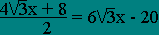 4√3x + 8 / 2 = 6√3x - 20